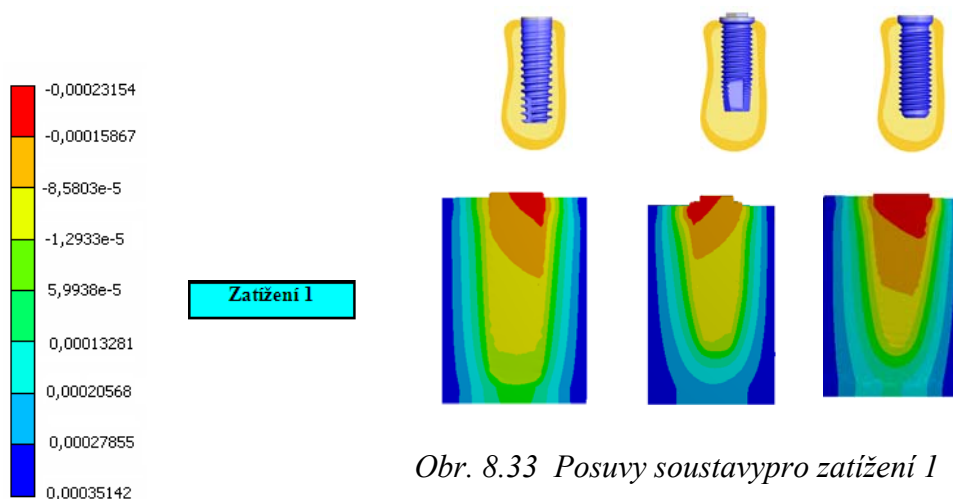 -0,00023154
-0,00015867
-8,5803e-5
-1,2933e-5
5,9938e-5
0,00013281
0,00020568
0,00027855
0,00035142
Zatížení 1
Obr. 8.33 Posuvy soustavypro zatížení 1